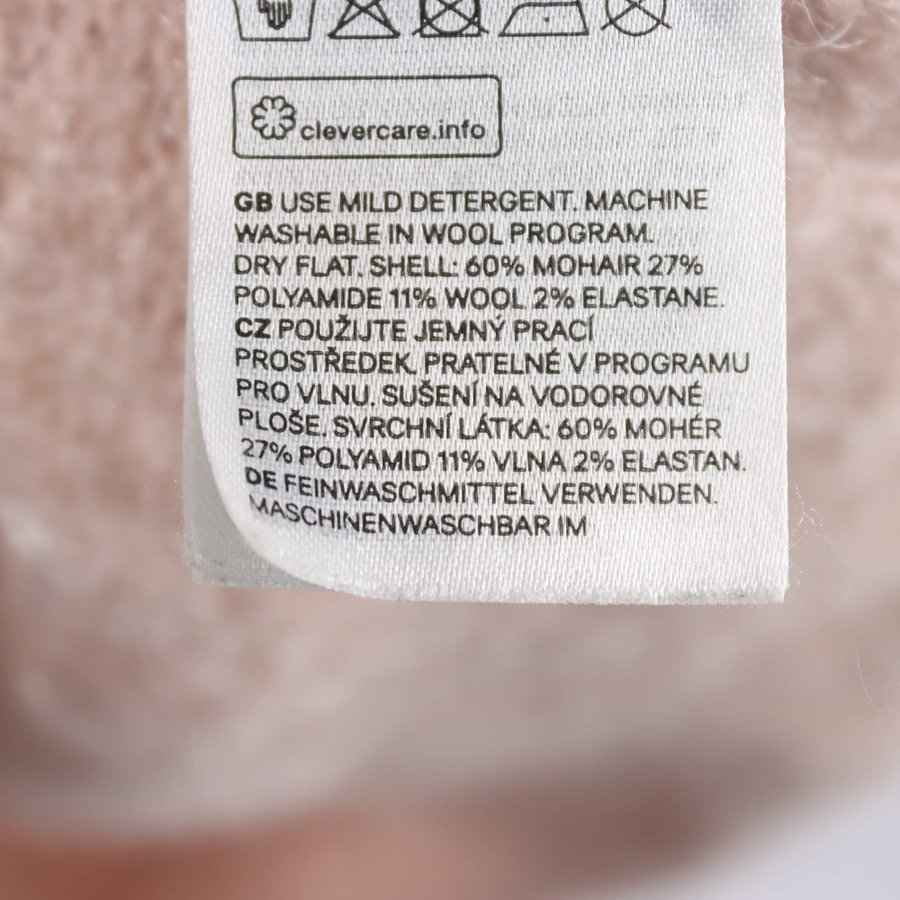 clevercare.info
GB USE MILD DETERGENT. MACHINE
WASHABLE IN WOOL PROGRAM.
DRY FLAT. SHELL: 60% MOHAIR 27%
POLYAMIDE 11% WOOL 2% ELASTANE.
CZ POUŽIJTE JEMNÝ PRACÍ
PROSTŘEDEK. PRATELNÉ V PROGRAMU
PRO VLNU. SUŠENÍ NA VODOROVNÉ
PLOŠE. SVRCHNÍ LÁTKA: 60% MOHÉR
27% POLYAMID 11% VLNA 2% ELASTAN.
DE FEINWASCHMITTEL VERWENDEN.
MASCHINENWASCHBAR IM